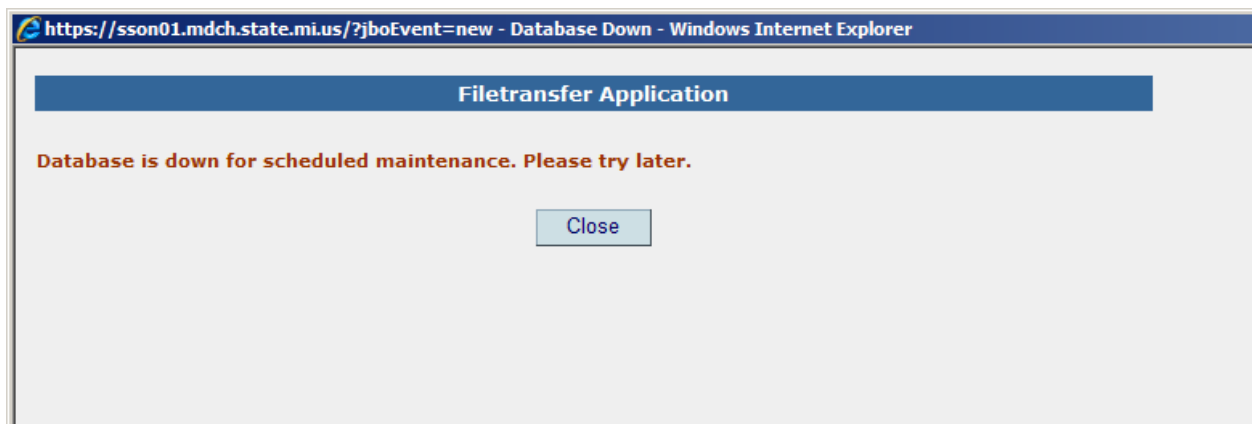 https://sson01.mdch.state.mi.us/?jboEvent=new - Database Down - Windows Internet Explorer
Filetransfer Application
Database is down for scheduled maintenance. Please try later.
Close